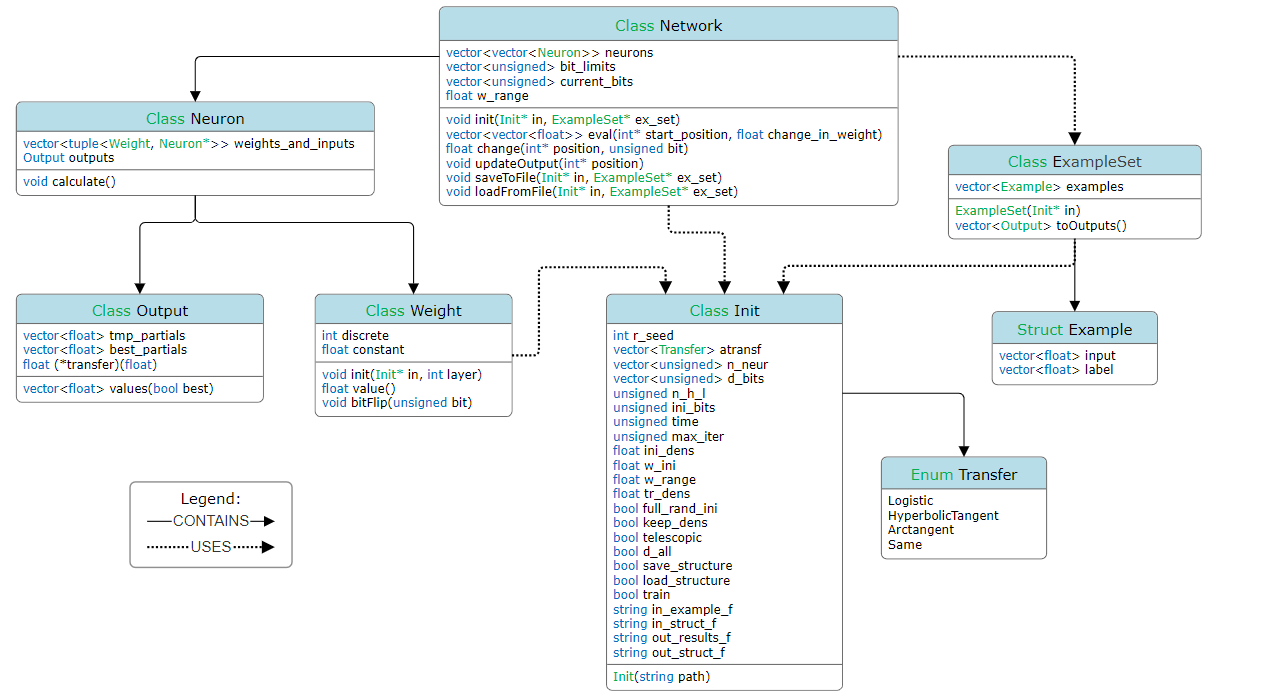 Class Network
vector<vector<Neuron>> neurons
vector<unsigned> bit_limits
vector<unsigned> current_bits
float w_range
void init(Init* in, ExampleSet* ex_set)
vector<vector<float>> eval(int* start_position, float change_in_weight)
float change(int* position, unsigned bit)
void updateOutput(int* position)
void saveToFile(Init* in, ExampleSet* ex_set)
void loadFromFile(Init* in, ExampleSet* ex_set)
Class Neuron
vector<tuple<Weight, Neuron*>> weights_and_inputs
Output outputs
void calculate()
Class ExampleSet
vector<Example> examples
ExampleSet(Init* in)
vector<Output> toOutputs()
Class Output
vector<float> tmp_partials
vector<float> best_partials
float (*transfer)(float)
vector<float> values(bool best)
Class Weight
int discrete
float constant
void init(Init* in, int layer)
float value()
void bitFlip(unsigned bit)
Class Init
int r_seed
vector<Transfer> atransf
vector<unsigned> n_neur
vector<unsigned> d_bits
unsigned n_h_l
unsigned ini_bits
unsigned time
unsigned max_iter
float ini_dens
float w_ini
float w_range
float tr_dens
bool full_rand_ini
bool keep_dens
bool telescopic
bool d_all
bool save_structure
bool load_structure
bool train
string in_example_f
string in_struct_f
string out_results_f
string out_struct_f
Init(string path)
Struct Example
vector<float> input
vector<float> label
Enum Transfer
Logistic
HyperbolicTangent
Arctangent
Same
Legend:
CONTAINS
USES